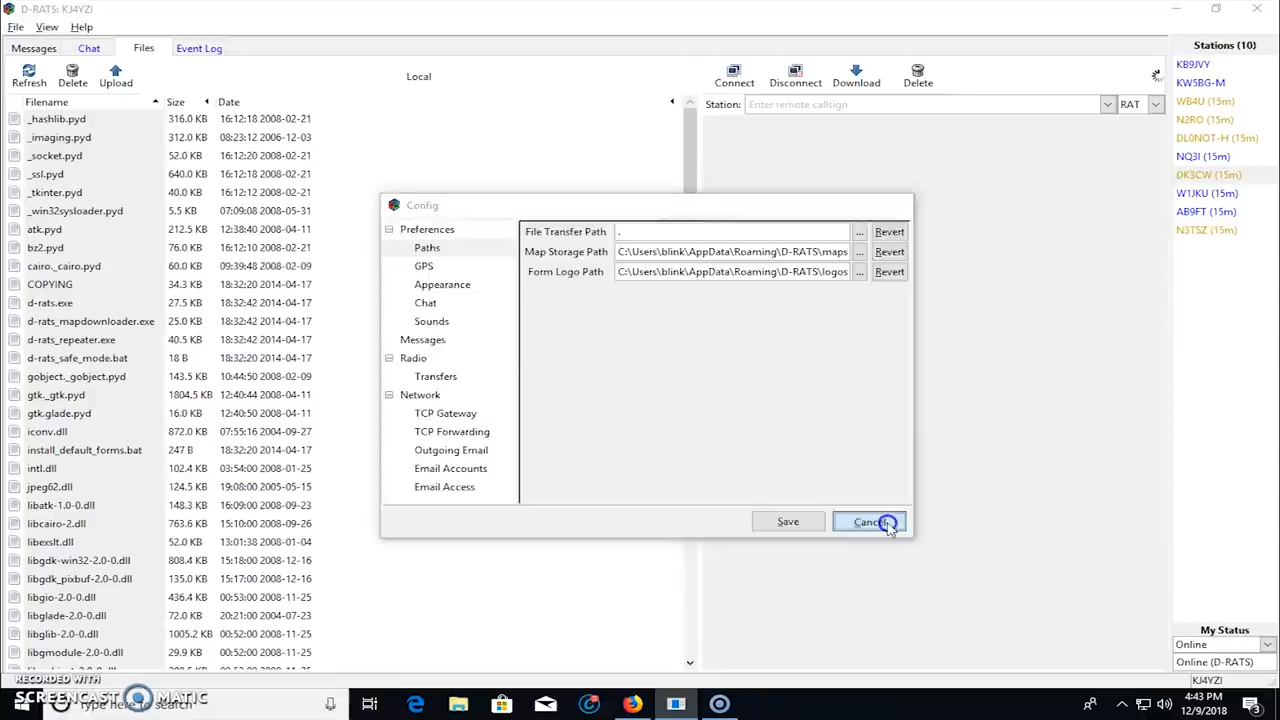 D-RATS: KJ4YZI
File View Help
Messages Chat Files Event Log
Refresh Delete Upload Local Connect Disconnect Download Delete
Station: Enter remote callsign RAT
Filename Size Date
_hashlib.pyd 316.0 KB 16:12:18 2008-02-21
_imaging.pyd 312.0 KB 08:23:12 2006-12-03
_socket.pyd 52.0 KB 16:12:20 2008-02-21
_ssl.pyd 640.0 KB 16:12:18 2008-02-21
_tkinter.pyd 40.0 KB 16:12:12 2008-02-21
_win32sysloader.pyd 5.5 KB 07:09:08 2008-05-31
atk.pyd 212.5 KB 12:38:40 2008-04-11
bz2.pyd 76.0 KB 16:12:10 2008-02-21
cairo._cairo.pyd 60.0 KB 09:39:48 2008-02-09
COPYING 34.3 KB 18:32:20 2014-04-17
d-rats.exe 27.5 KB 18:32:42 2014-04-17
d-rats_mapdownloader.exe 25.0 KB 18:32:42 2014-04-17
d-rats_repeater.exe 40.5 KB 18:32:42 2014-04-17
d-rats_safe_mode.bat 18 B 18:32:20 2014-04-17
gobject._gobject.pyd 143.5 KB 10:44:50 2008-02-09
gtk._gtk.pyd 1804.5 KB 12:40:44 2008-04-11
gtk.glade.pyd 16.0 KB 12:40:50 2008-04-11
iconv.dll 872.0 KB 07:55:16 2004-09-27
install_default_forms.bat 247 B 18:32:20 2014-04-17
intl.dll 102.4 KB 03:54:00 2008-01-25
jpeg62.dll 124.5 KB 19:08:00 2005-05-15
libatk-1.0-0.dll 148.3 KB 16:09:00 2008-09-23
libcairo-2.dll 763.6 KB 15:10:00 2008-09-26
libexslt.dll 52.0 KB 13:01:38 2008-01-04
libgdk-win32-2.0-0.dll 808.4 KB 15:18:00 2008-12-16
libgdk_pixbuf-2.0-0.dll 135.0 KB 15:17:00 2008-12-16
libgio-2.0-0.dll 436.4 KB 00:53:00 2008-11-25
libglade-2.0-0.dll 72.0 KB 20:21:00 2004-07-23
libglib-2.0-0.dll 1005.2 KB 00:52:00 2008-11-25
libgmodule-2.0-0.dll 29.9 KB 00:52:00 2008-11-25
Config
Preferences
Paths
GPS
Appearance
Chat
Sounds
Messages
Radio
Transfers
Network
TCP Gateway
TCP Forwarding
Outgoing Email
Email Accounts
Email Access
File Transfer Path . ... Revert
Map Storage Path C:\Users\blink\AppData\Roaming\D-RATS\maps ... Revert
Form Logo Path C:\Users\blink\AppData\Roaming\D-RATS\logos ... Revert
Save Cancel
Stations (10)
KB9JVY
KW5BG-M
WB4U (15m)
N2RO (15m)
DL0NOT-H (15m)
NQ3I (15m)
DK3CW (15m)
W1JKU (15m)
AB9FT (15m)
N3TSZ (15m)
My Status
Online
Online (D-RATS)
KJ4YZI
RECORDED WITH
SCREENCAST MATIC
Type here to search
4:43 PM
12/9/2018
3